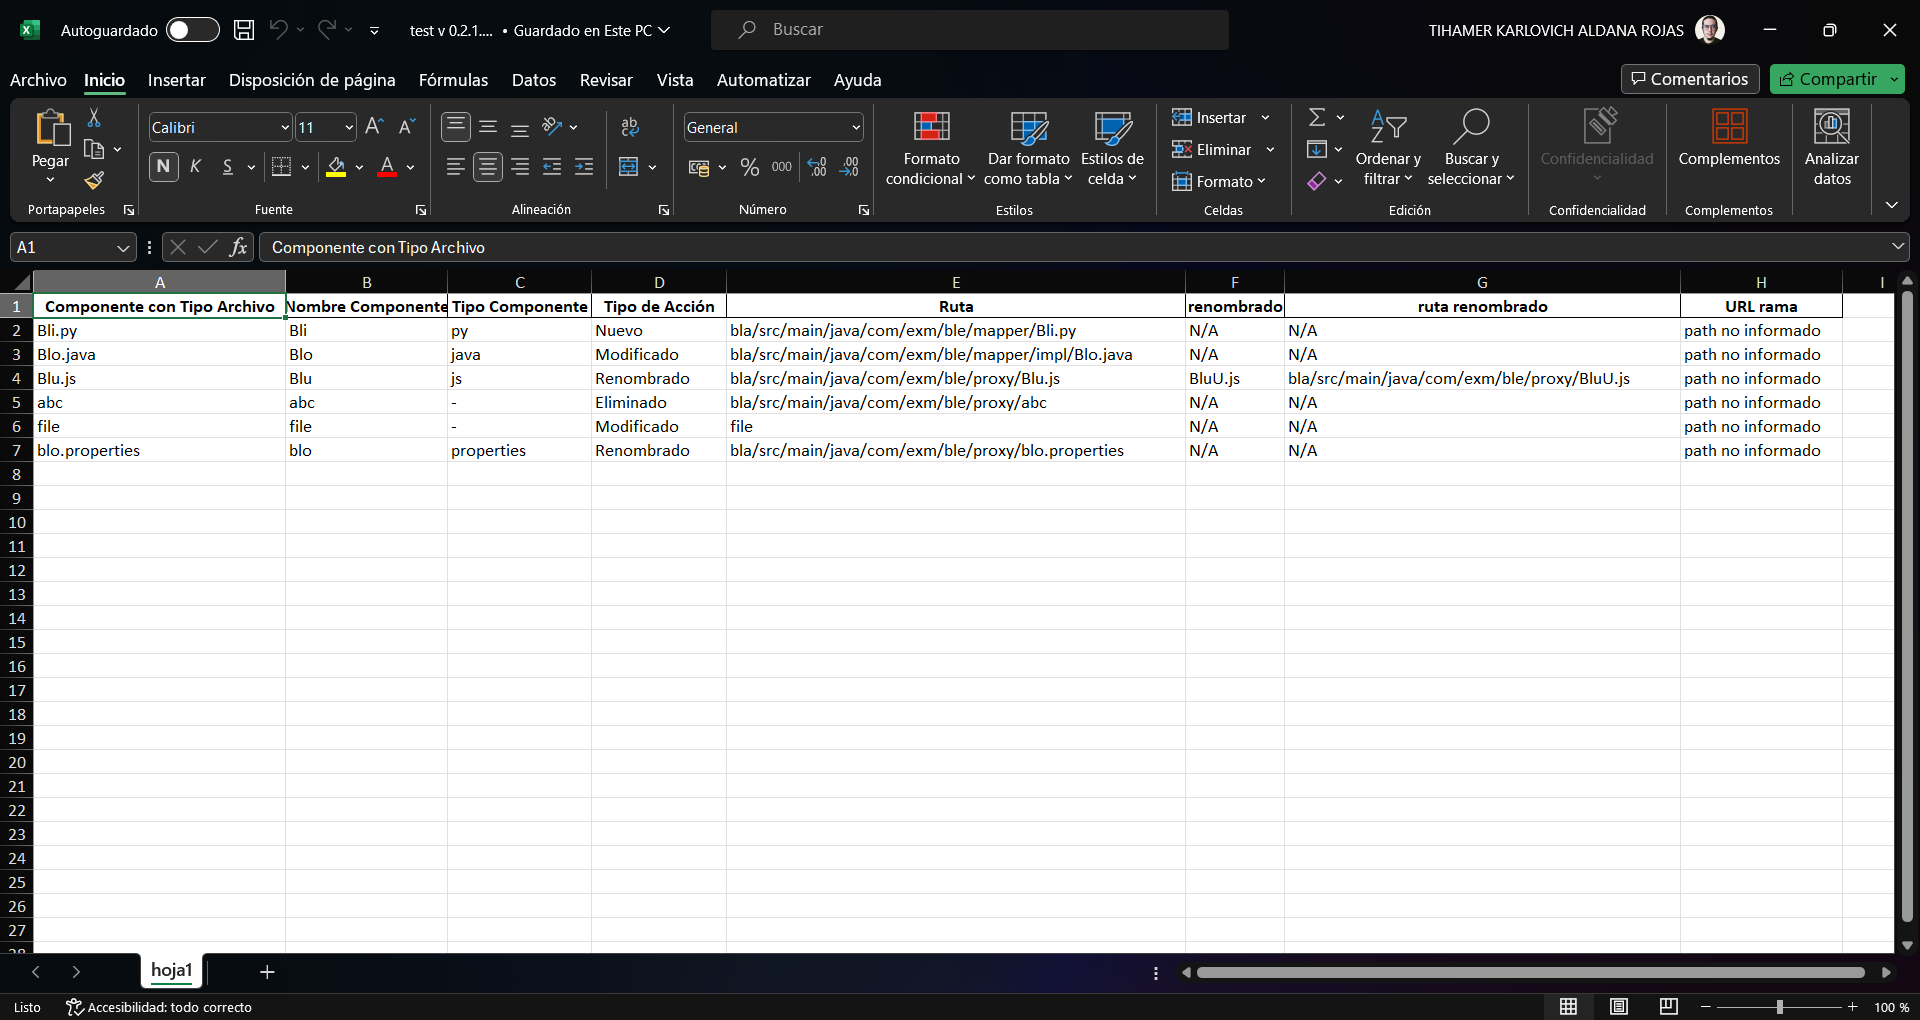 Autoguardado
test v 0.2.1.... • Guardado en Este PC
Buscar
TIHAMER KARLOVICH ALDANA ROJAS
Archivo Inicio Insertar Disposición de página Fórmulas Datos Revisar Vista Automatizar Ayuda
Comentarios
Compartir
Pegar
Portapapeles
Calibri
11
N K S
Fuente
ab
Alineación
General
% 000
Número
Formato condicional
Dar formato como tabla
Estilos de celda
Estilos
Insertar
Eliminar
Formato
Celdas
Ordenar y filtrar
Buscar y seleccionar
Edición
Confidencialidad
Confidencialidad
Complementos
Complementos
Analizar datos
A1
fx
Componente con Tipo Archivo
A B C D E F G H I
1 Componente con Tipo Archivo Nombre Componente Tipo Componente Tipo de Acción Ruta renombrado ruta renombrado URL rama
2 Bli.py Bli py Nuevo bla/src/main/java/com/exm/ble/mapper/Bli.py N/A N/A path no informado
3 Blo.java Blo java Modificado bla/src/main/java/com/exm/ble/mapper/impl/Blo.java N/A N/A path no informado
4 Blu.js Blu js Renombrado bla/src/main/java/com/exm/ble/proxy/Blu.js BluU.js bla/src/main/java/com/exm/ble/proxy/BluU.js path no informado
5 abc abc - Eliminado bla/src/main/java/com/exm/ble/proxy/abc N/A N/A path no informado
6 file file - Modificado file N/A N/A path no informado
7 blo.properties blo properties Renombrado bla/src/main/java/com/exm/ble/proxy/blo.properties N/A N/A path no informado
8
9
10
11
12
13
14
15
16
17
18
19
20
21
22
23
24
25
26
27
28
hoja1
Listo
Accesibilidad: todo correcto
100 %